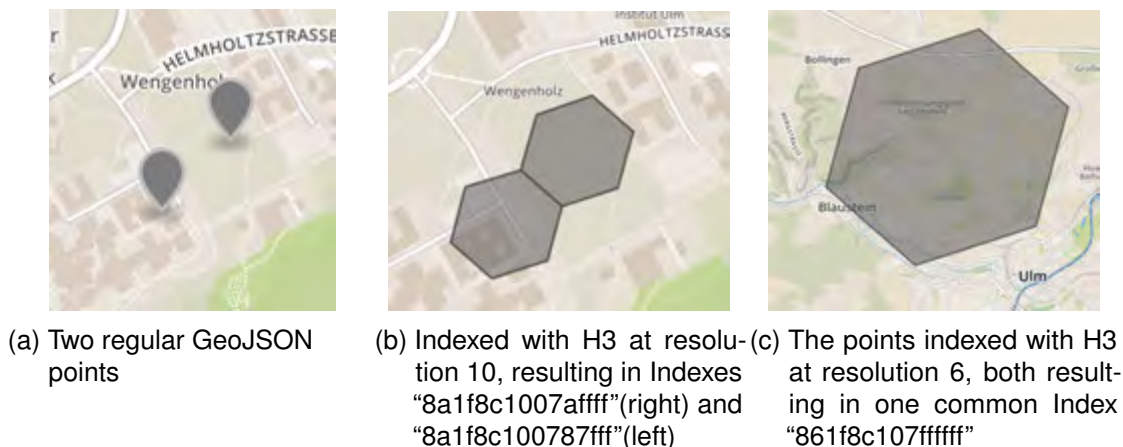 HELMHOLTZSTRASSE
Institut Ulm
HELMHOLTZSTRASSE
Wengenholz
Wengenholz
Bollingen
Blaustein
Ulm
(a) Two regular GeoJSON
points
(b) Indexed with H3 at resolu-
tion 10, resulting in Indexes
“8a1f8c1007affff”(right) and
“8a1f8c100787fff”(left)
(c) The points indexed with H3
at resolution 6, both result-
ing in one common Index
“861f8c107ffffff”